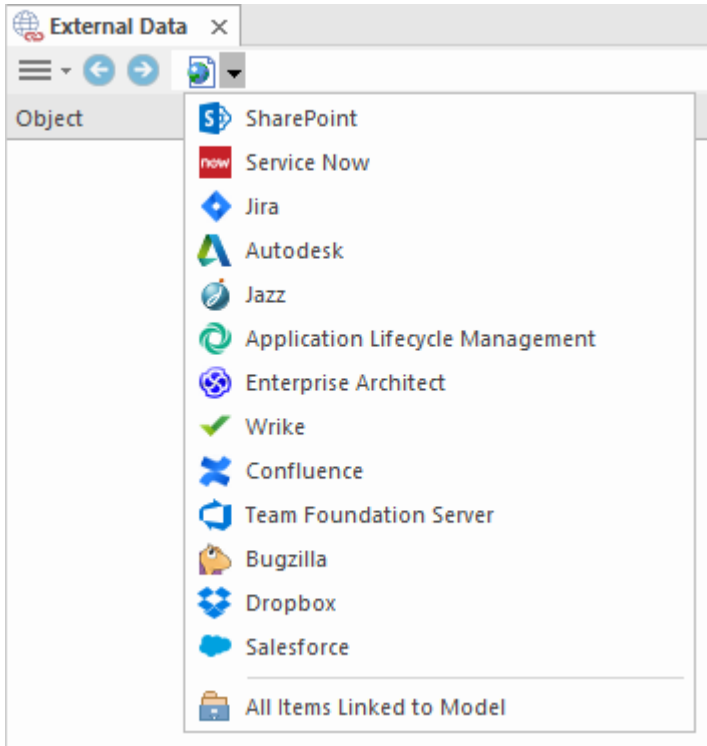 External Data
Object
SharePoint
now Service Now
Jira
Autodesk
Jazz
Application Lifecycle Management
Enterprise Architect
Wrike
Confluence
Team Foundation Server
Bugzilla
Dropbox
Salesforce
All Items Linked to Model